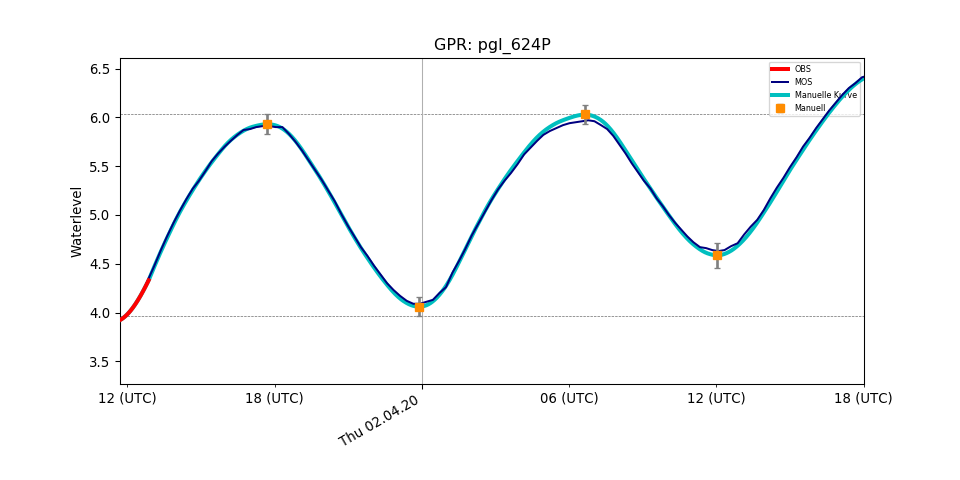 GPR: pgl_624P
6.5
6.0
5.5
5.0
4.5
4.0
3.5
Waterlevel
OBS
MOS
Manuelle Kurve
Manuell
12 (UTC)
18 (UTC)
Thu 02.04.20
06 (UTC)
12 (UTC)
18 (UTC)